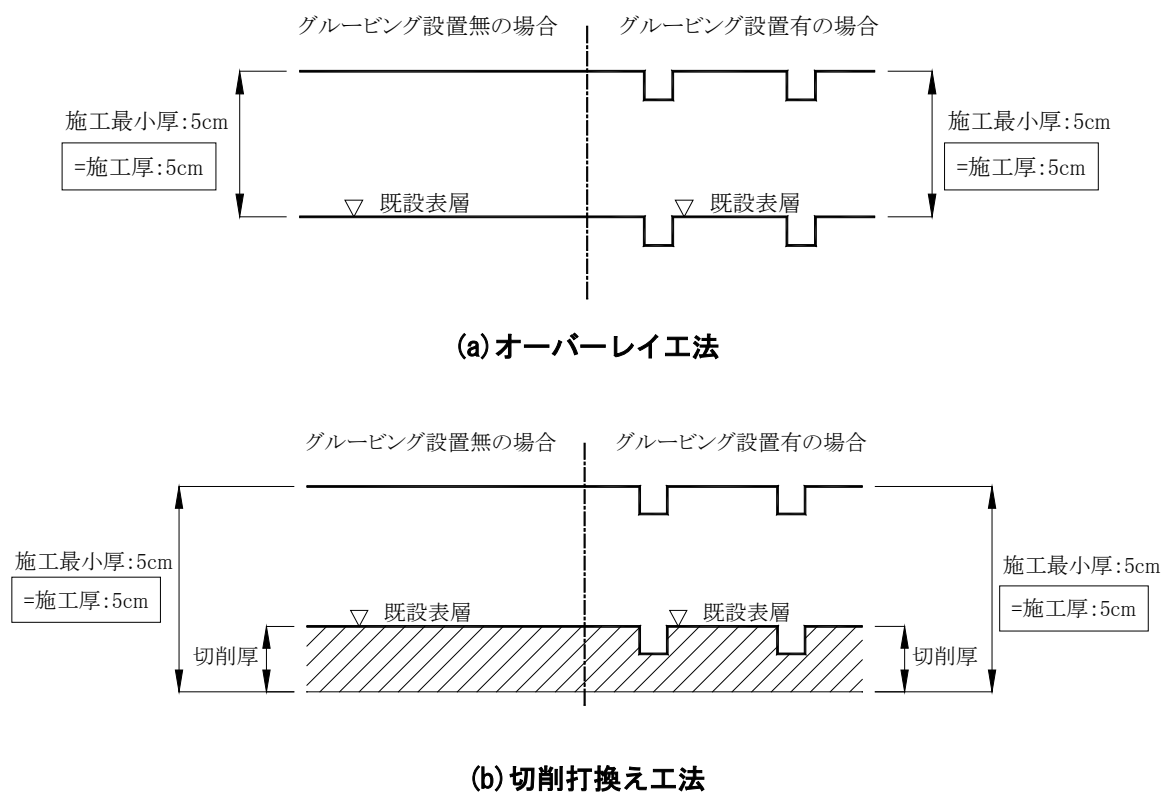 グルービング設置無の場合
グルービング設置有の場合
施工最小厚:5cm
=施工厚:5cm
施工最小厚:5cm
=施工厚:5cm
既設表層
既設表層
(a)オーバーレイ工法
グルービング設置無の場合
グルービング設置有の場合
施工最小厚:5cm
=施工厚:5cm
施工最小厚:5cm
=施工厚:5cm
既設表層
既設表層
切削厚
切削厚
(b)切削打換え工法